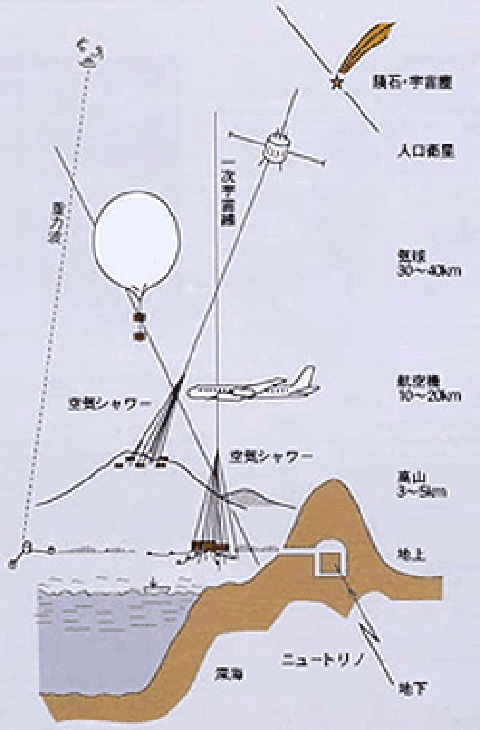 隕石・宇宙塵
人口衛星
一次宇宙線
重力波
気球
30〜40km
航空機
10〜20km
空気シャワー
空気シャワー
高山
3〜5km
地上
ニュートリノ
深海
地下